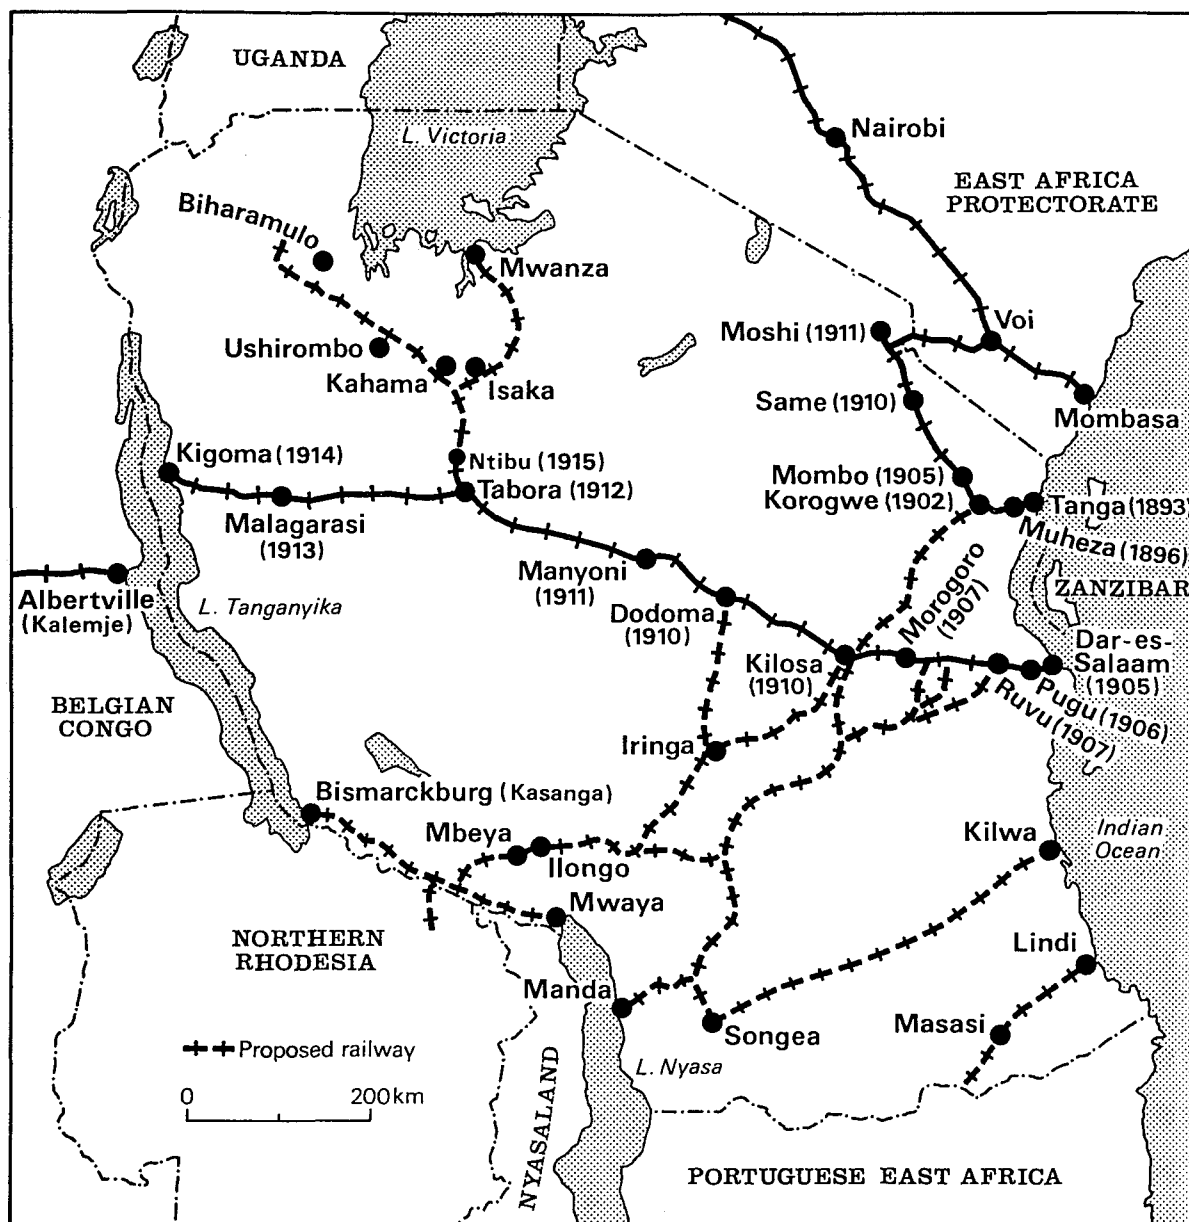 UGANDA
L. Victoria
Nairobi
EAST AFRICA
PROTECTORATE
Biharamulo
Mwanza
Voi
Moshi (1911)
Ushirombo
Kahama
Isaka
Same (1910)
Mombasa
Kigoma (1914)
Ntibu (1915)
Tabora (1912)
Mombo (1905)
Korogwe (1902)
Tanga (1893)
Muheza (1896)
Malagarasi
(1913)
Manyoni
(1911)
Morogoro
(1907)
ZANZIBAR
Albertville
(Kalemje)
L. Tanganyika
Dodoma
(1910)
Kilosa
(1910)
Dar-es-
Salaam
(1905)
Pugu (1906)
Ruvu (1907)
BELGIAN
CONGO
Iringa
Bismarckburg (Kasanga)
Mbeya
Ilongo
Kilwa
Indian
Ocean
Mwaya
NORTHERN
RHODESIA
Lindi
Manda
Songea
Masasi
Proposed railway
L. Nyasa
0 200km
NYASALAND
PORTUGUESE EAST AFRICA